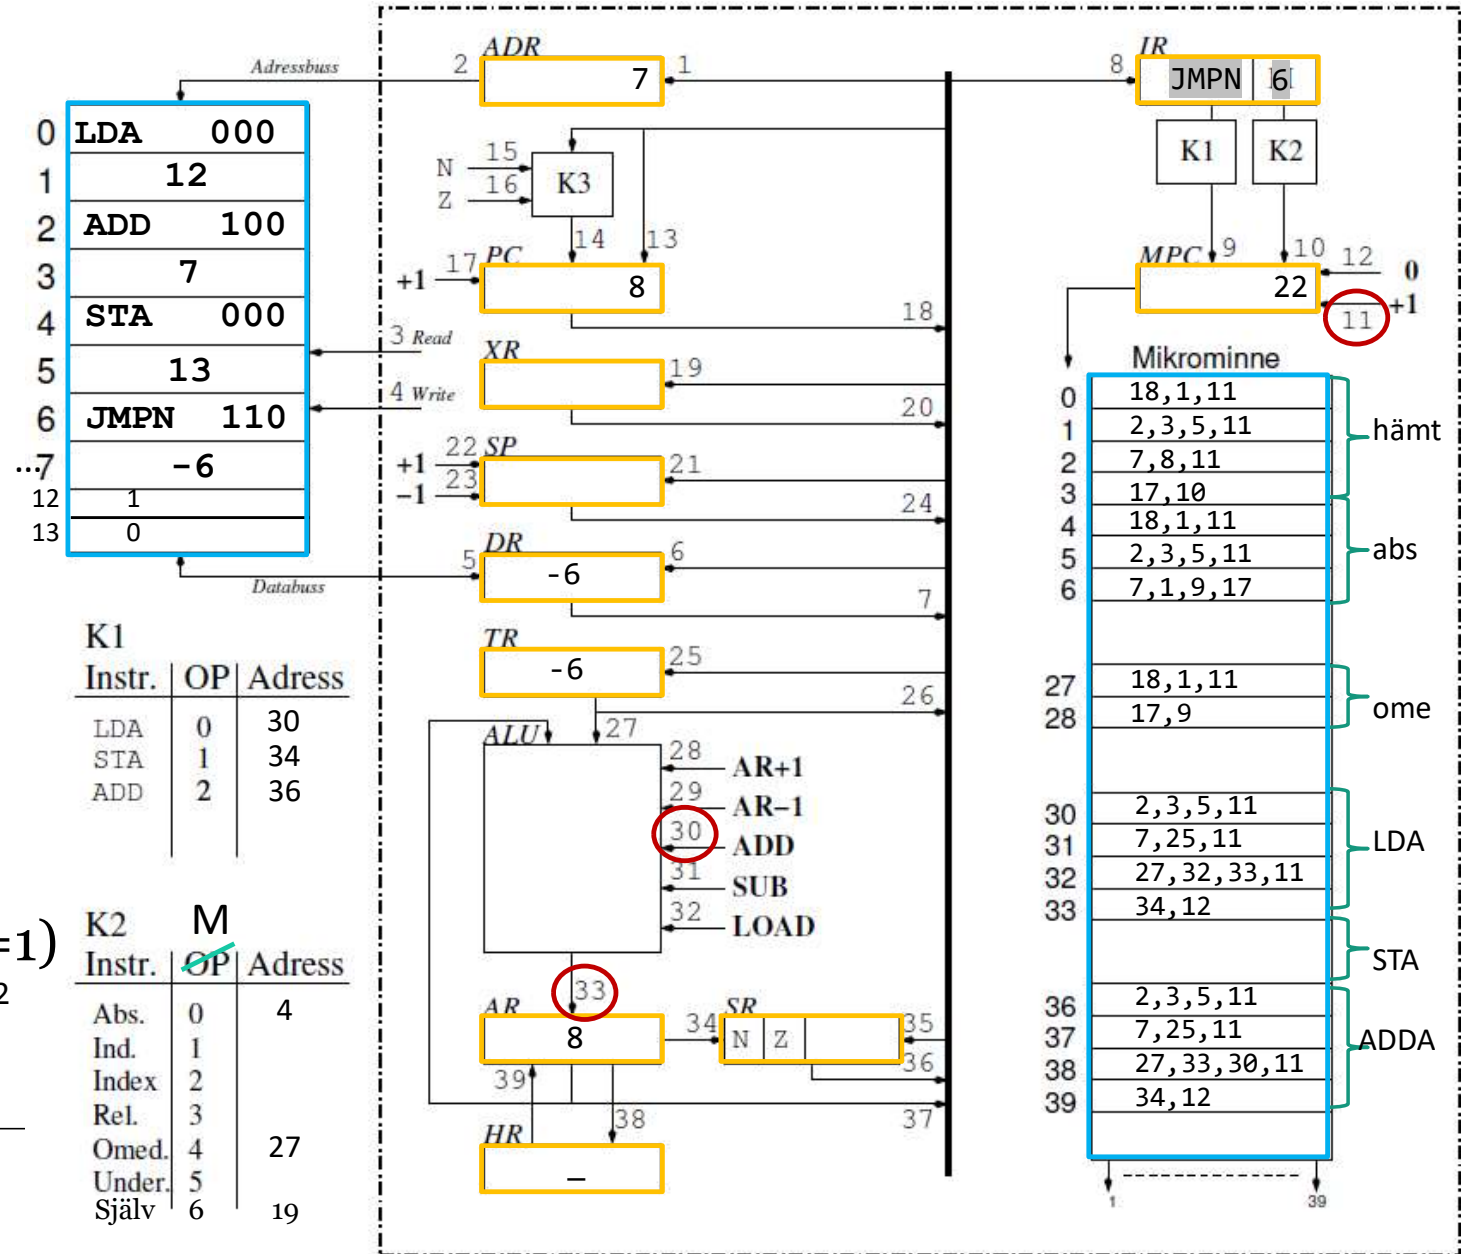 Adressbuss
2
ADR
7
1
8
IR
JMPN 6
0 LDA 000
1 12
2 ADD 100
3 7
4 STA 000
5 13
6 JMPN 110
...7 -6
12 1
13 0
Databuss
N 15
Z 16
K3
14
13
K1
K2
9
10
+1 17
PC
8
18
3 Read
4 Write
XR
19
20
+1 22
-1 23
SP
21
24
5
DR
-6
6
7
TR
-6
25
26
27
ALU
28 AR+1
29 AR−1
30 ADD
31 SUB
32 LOAD
33
AR
8
34
SR
N Z
35
36
37
39
38
HR
–
MPC
22
12 0
11 +1
Mikrominne
0 18,1,11
1 2,3,5,11
2 7,8,11
3 17,10
hämt
4 18,1,11
5 2,3,5,11
6 7,1,9,17
abs
27 18,1,11
28 17,9
ome
30 2,3,5,11
31 7,25,11
32 27,32,33,11
33 34,12
LDA
STA
36 2,3,5,11
37 7,25,11
38 27,33,30,11
39 34,12
ADDA
1
39
K1
Instr. OP Adress
LDA 0 30
STA 1 34
ADD 2 36
=1)
2
K2 M
Instr. OP Adress
Abs. 0 4
Ind. 1
Index 2
Rel. 3
Omed. 4 27
Under. 5
Själv 6 19